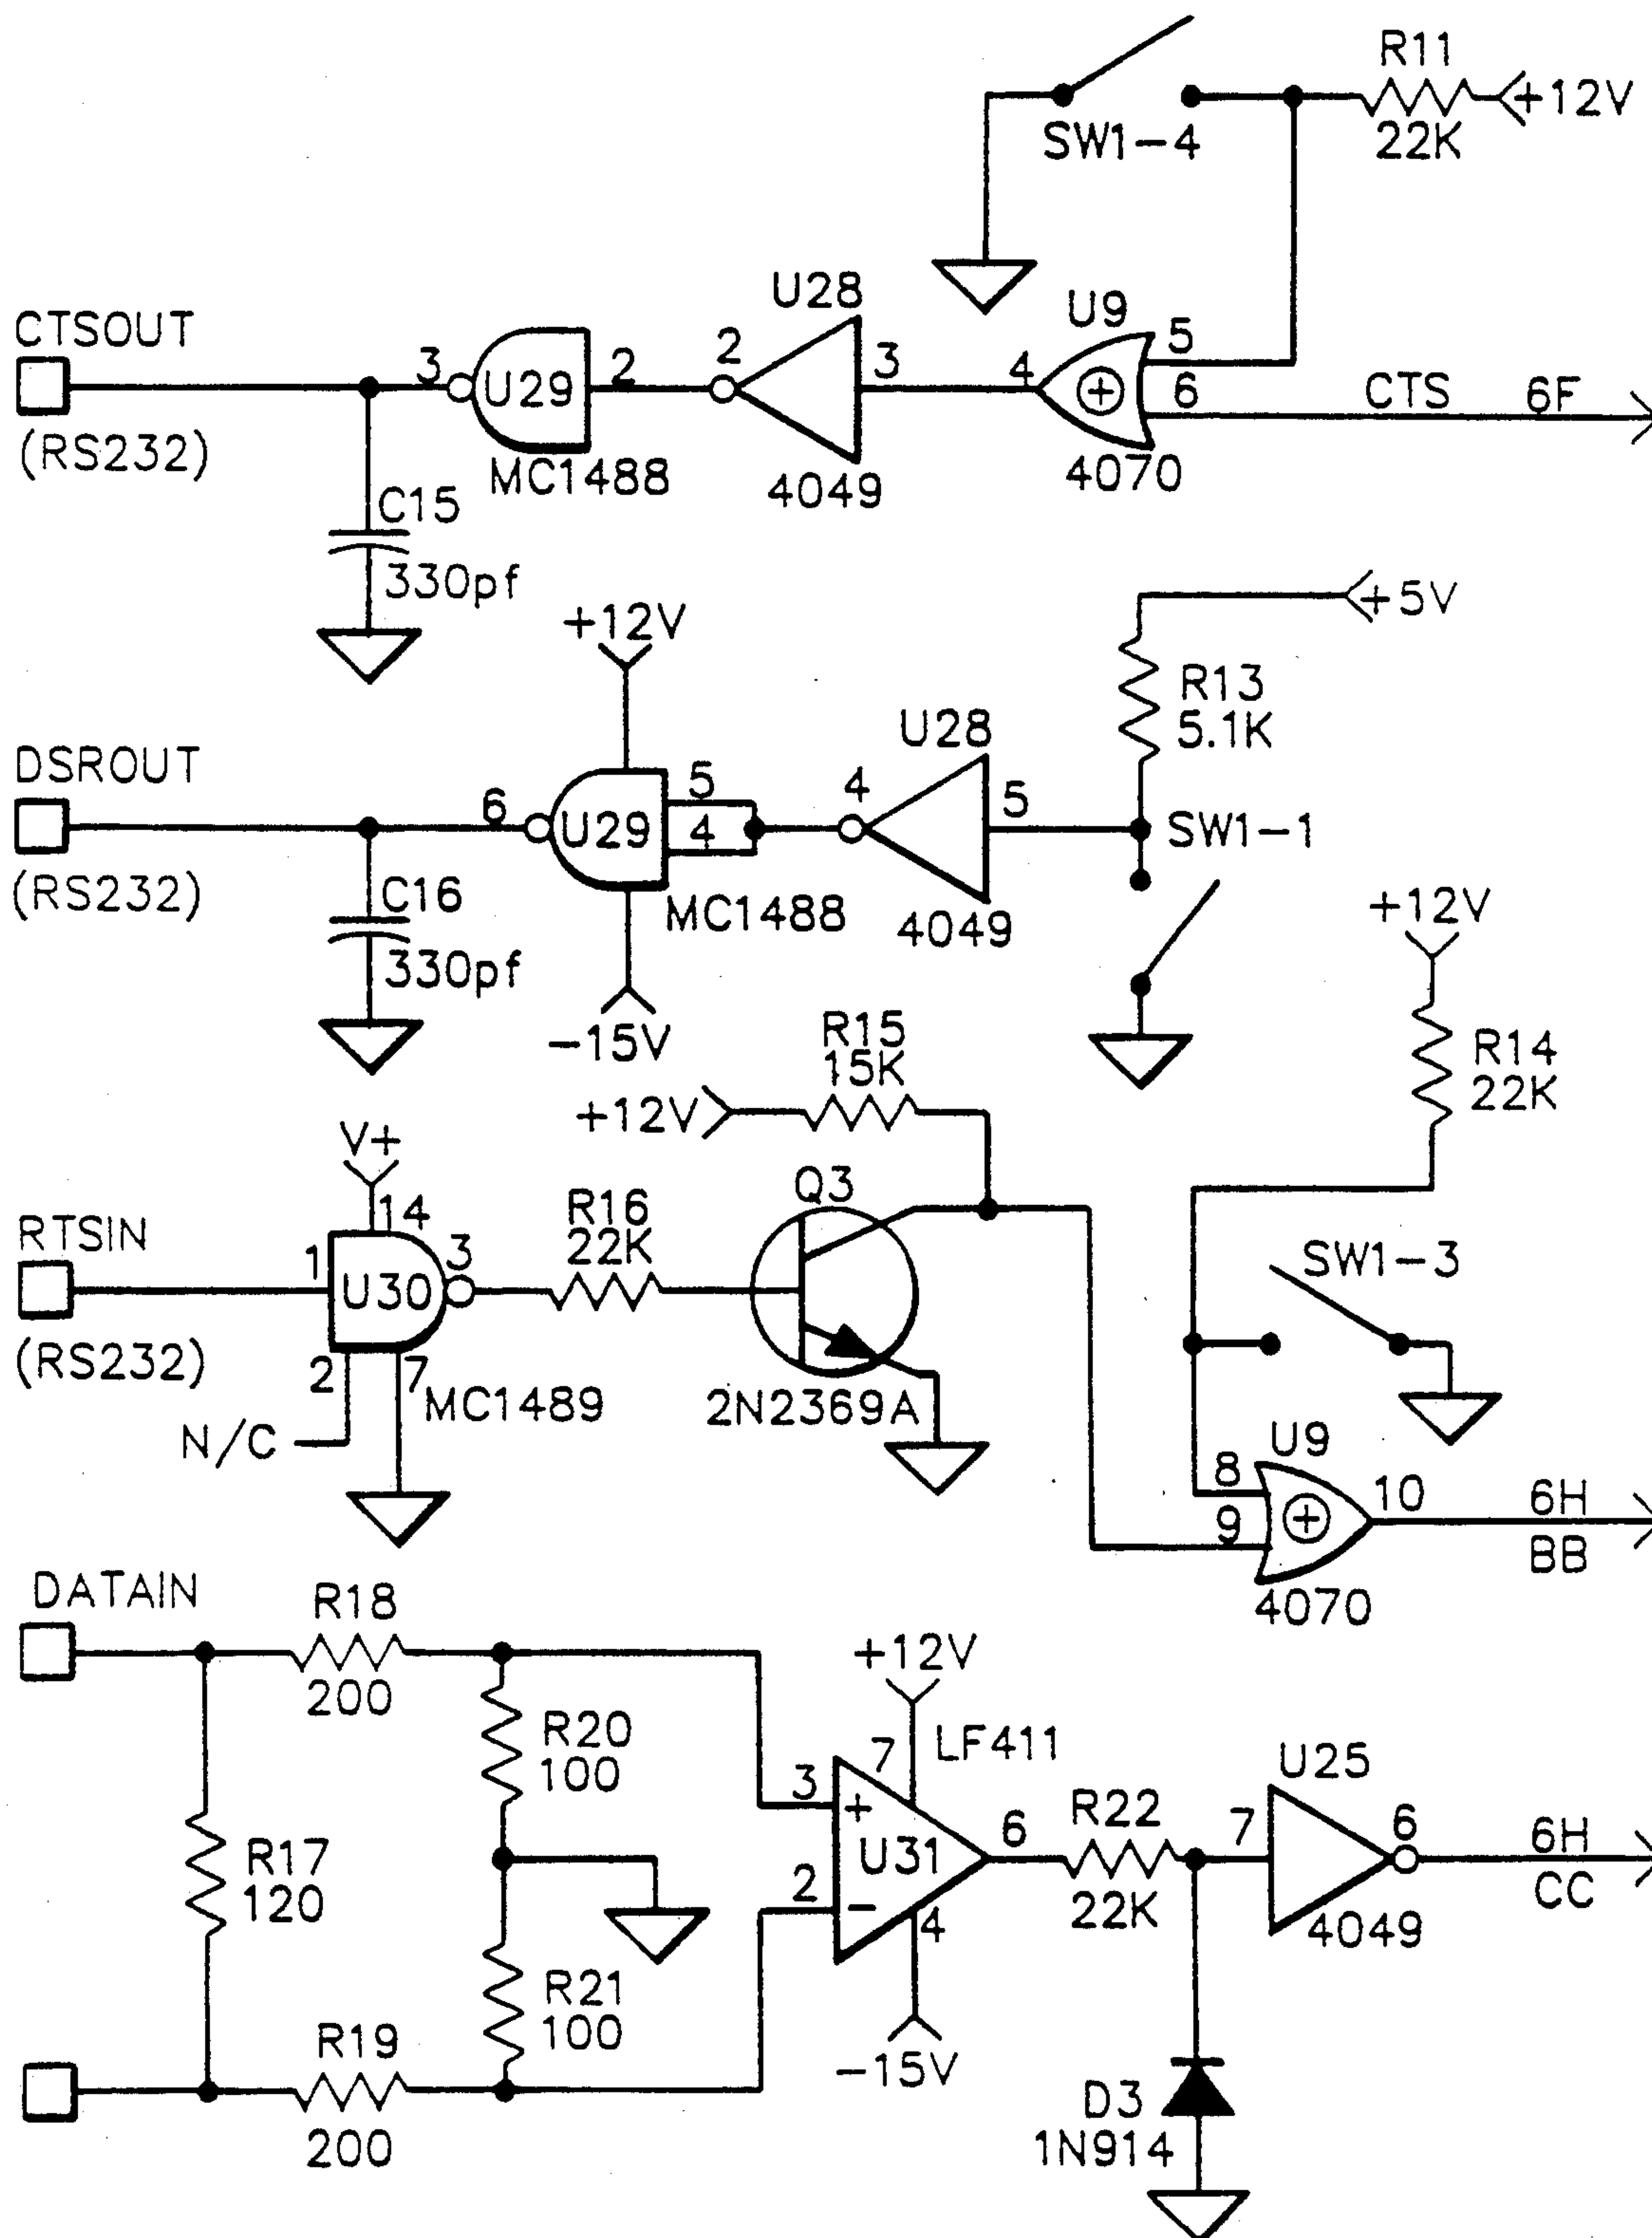 R11
+12V
SW1-4
22K
U28
U9
CTSOUT
3
U29
2
2
3
4
5
6
CTS
6F
(RS232)
MC1488
4049
4070
C15
330pf
+12V
+5V
R13
5.1K
DSROUT
U28
6
U29
5
4
4
5
SW1-1
(RS232)
C16
MC1488
4049
+12V
330pf
-15V
R15
15K
R14
22K
+12V
V+
14
Q3
RTSIN
R16
22K
1
U30
3
SW1-3
(RS232)
2
7
MC1489
2N2369A
N/C
U9
8
9
10
6H
BB
4070
DATAIN
R18
200
+12V
R20
100
7
LF411
U25
3
+
R22
R17
120
U31
6
7
6
6H
2
-
22K
CC
4
4049
R21
100
R19
-15V
200
D3
1N914